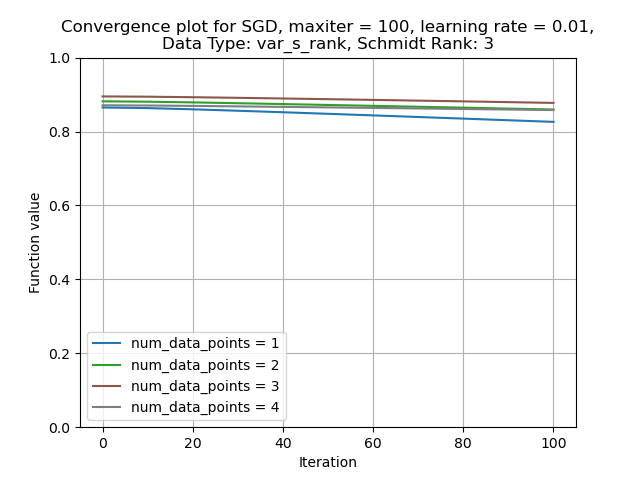 Convergence plot for SGD, maxiter = 100, learning rate = 0.01,
Data Type: var_s_rank, Schmidt Rank: 3
Function value
1.0
0.8
0.6
0.4
0.2
0.0
num_data_points = 1
num_data_points = 2
num_data_points = 3
num_data_points = 4
0 20 40 60 80 100
Iteration